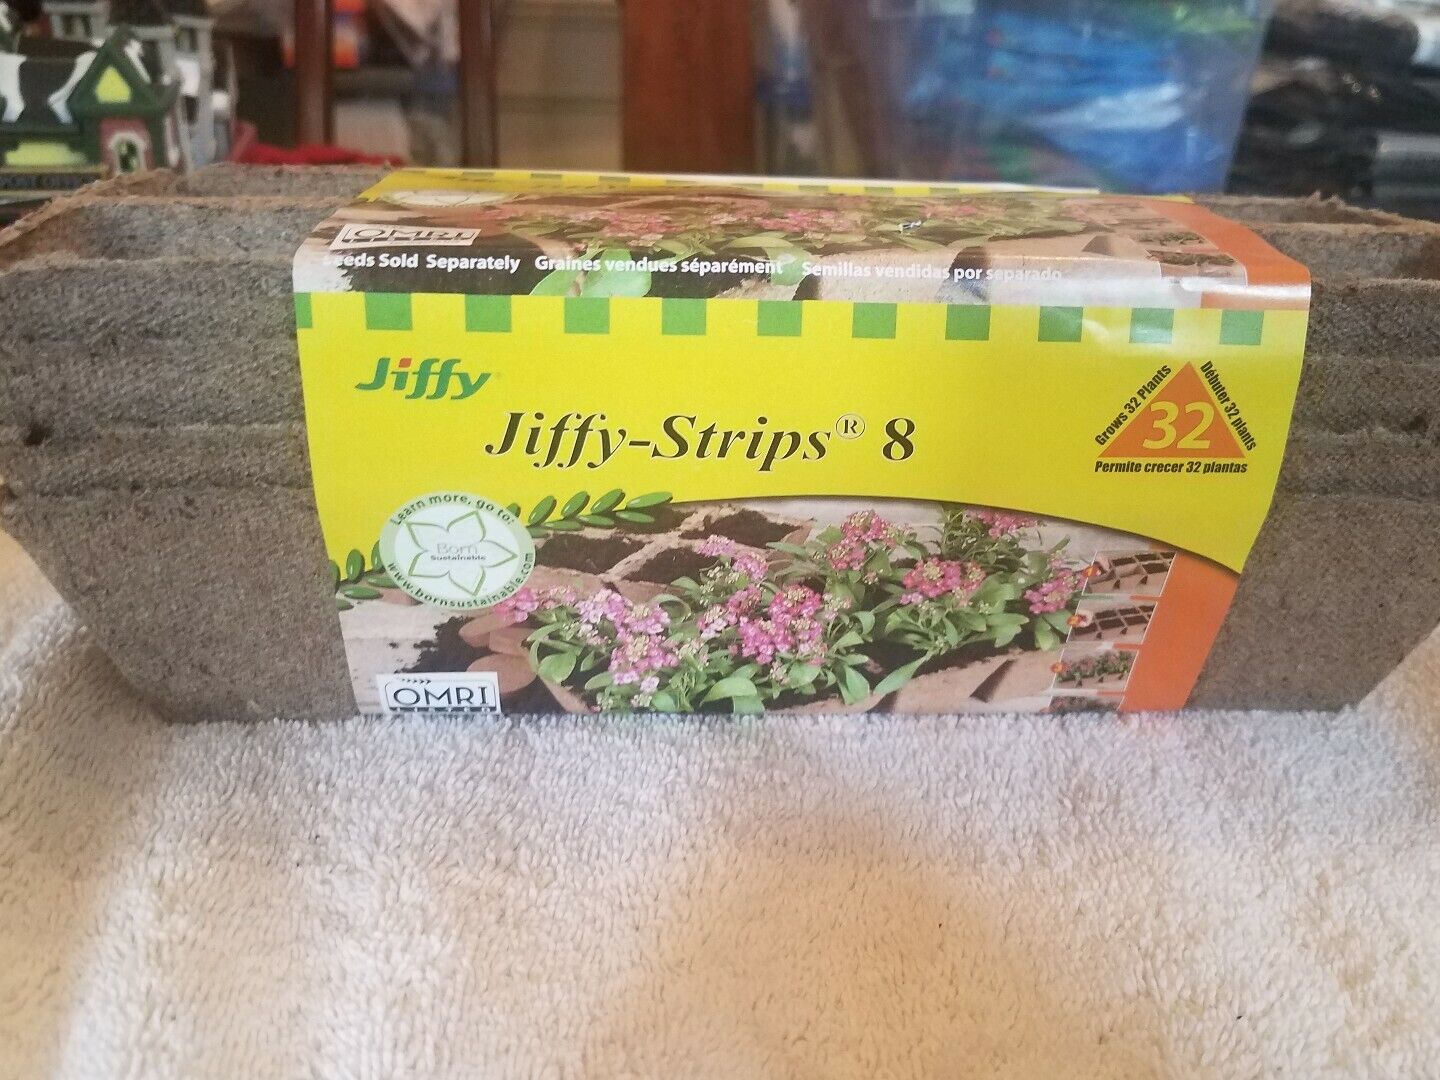 OMRI
Seeds Sold Separately Graines vendues séparément Semillas vendidas por separado
Jiffy
Jiffy-Strips® 8
Grows 32 Plants
Débuter 32 plants
32
Permite crecer 32 plantas
Learn more, go to:
Born
Sustainable
www.bornsustainable.com
OMRI